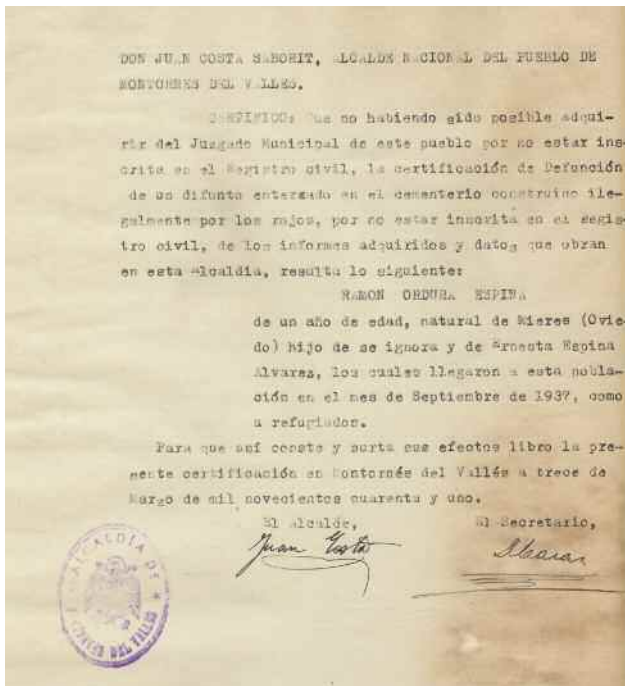 DON JUAN COSTA SABORIT, ALCALDE NACIONAL DEL PUEBLO DE
MONTORNES DEL VALLES.
CERTIFICO: Que no habiendo sido posible adqui-
rir del Juzgado Municipal de este pueblo por no estar ins-
crita en el Registro civil, la certificación de Defunción
de un difunto enterrado en el cementerio construino ile-
galmente por los rojos, por no estar inscrita en el Regis-
tro civil, de los informes adquiridos y datos que obran
en esta Alcaldia, resulta lo siguiente:
RAMON ORDURA ESPINA
de un año de edad, natural de Mieres (Ovie-
do) hijo de se ignora y de Ernesta Espina
Alvarez, los cuales llegaron a esta pobla-
ción en el mes de Septiembre de 1937, como
a refugiados.
Para que así conste y surta sus efectos libro la pre-
sente certificación en Montornés del Vallés a trece de
Marzo de mil novecientos cuarenta y uno.
El Alcalde, El Secretario,
Juan Costa
ALCALDIA DE
DEL VALLES